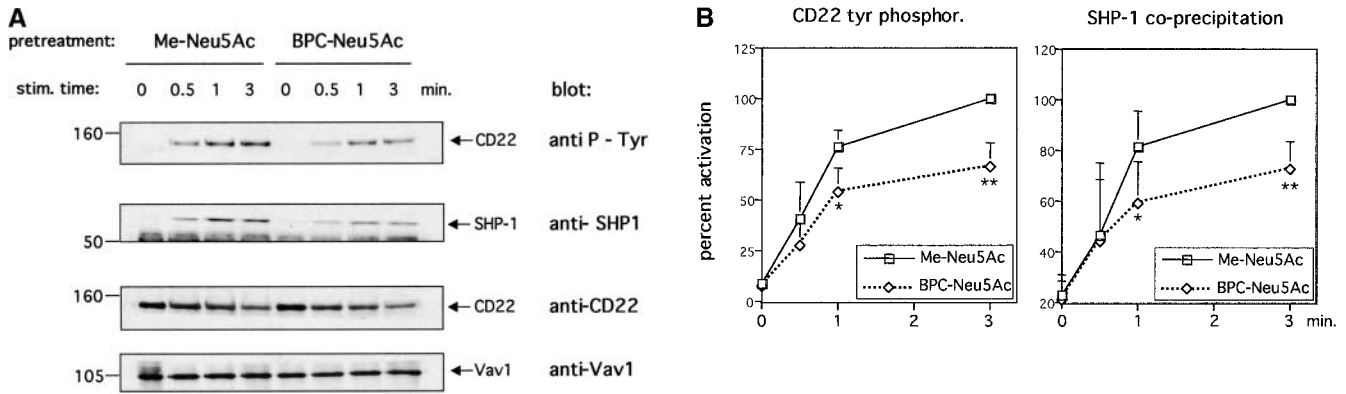 A
pretreatment: Me-Neu5Ac BPC-Neu5Ac
stim. time: 0 0.5 1 3 0 0.5 1 3 min. blot:
160 CD22 anti P - Tyr
50 SHP-1 anti- SHP1
160 CD22 anti-CD22
105 Vav1 anti-Vav1
B
CD22 tyr phosphor.
percent activation
125
100
75
50
25
0
* **
Me-Neu5Ac
BPC-Neu5Ac
0 1 2 3
SHP-1 co-precipitation
120
100
80
60
40
20
* **
Me-Neu5Ac
BPC-Neu5Ac
0 1 2 3 min.